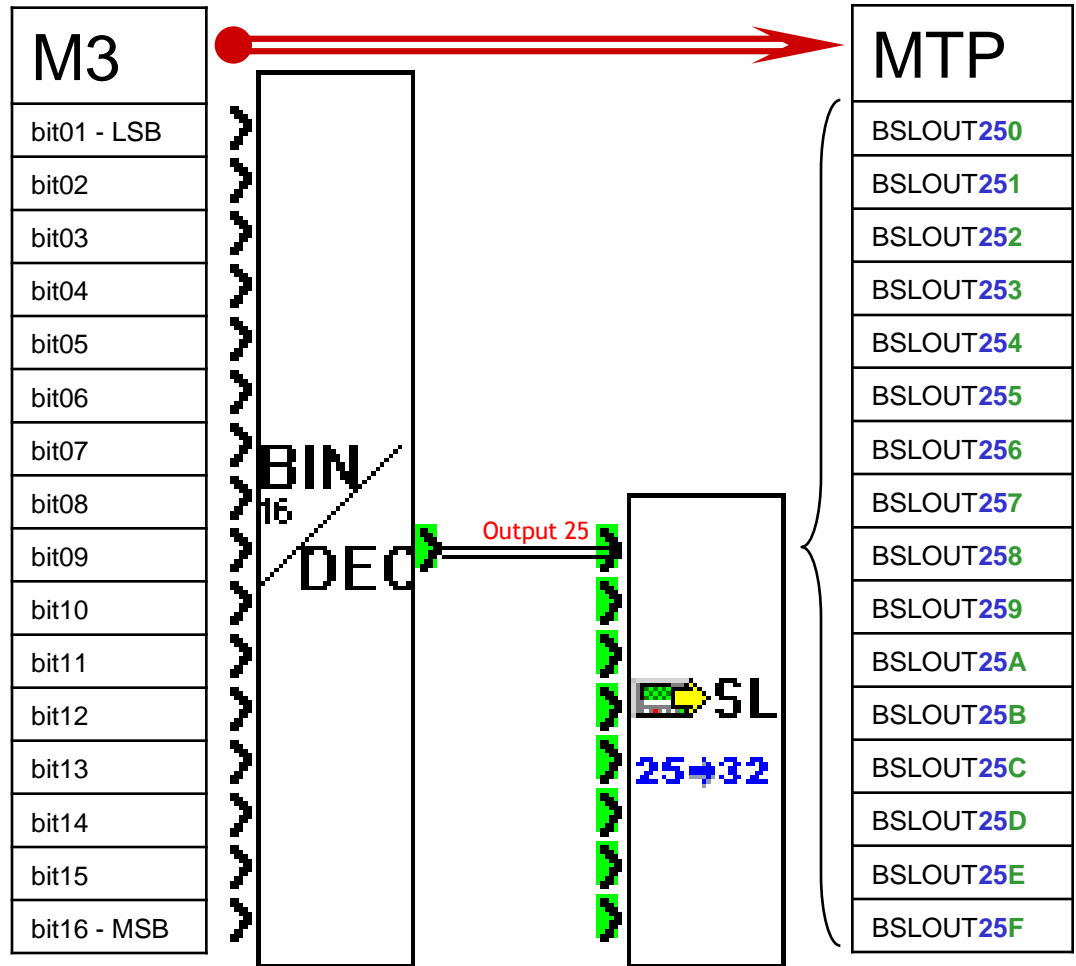 M3
MTP
bit01 - LSB
bit02
bit03
bit04
bit05
bit06
bit07
bit08
bit09
bit10
bit11
bit12
bit13
bit14
bit15
bit16 - MSB
BIN
16
DEC
Output 25
SL
25→32
BSLOUT250
BSLOUT251
BSLOUT252
BSLOUT253
BSLOUT254
BSLOUT255
BSLOUT256
BSLOUT257
BSLOUT258
BSLOUT259
BSLOUT25A
BSLOUT25B
BSLOUT25C
BSLOUT25D
BSLOUT25E
BSLOUT25F